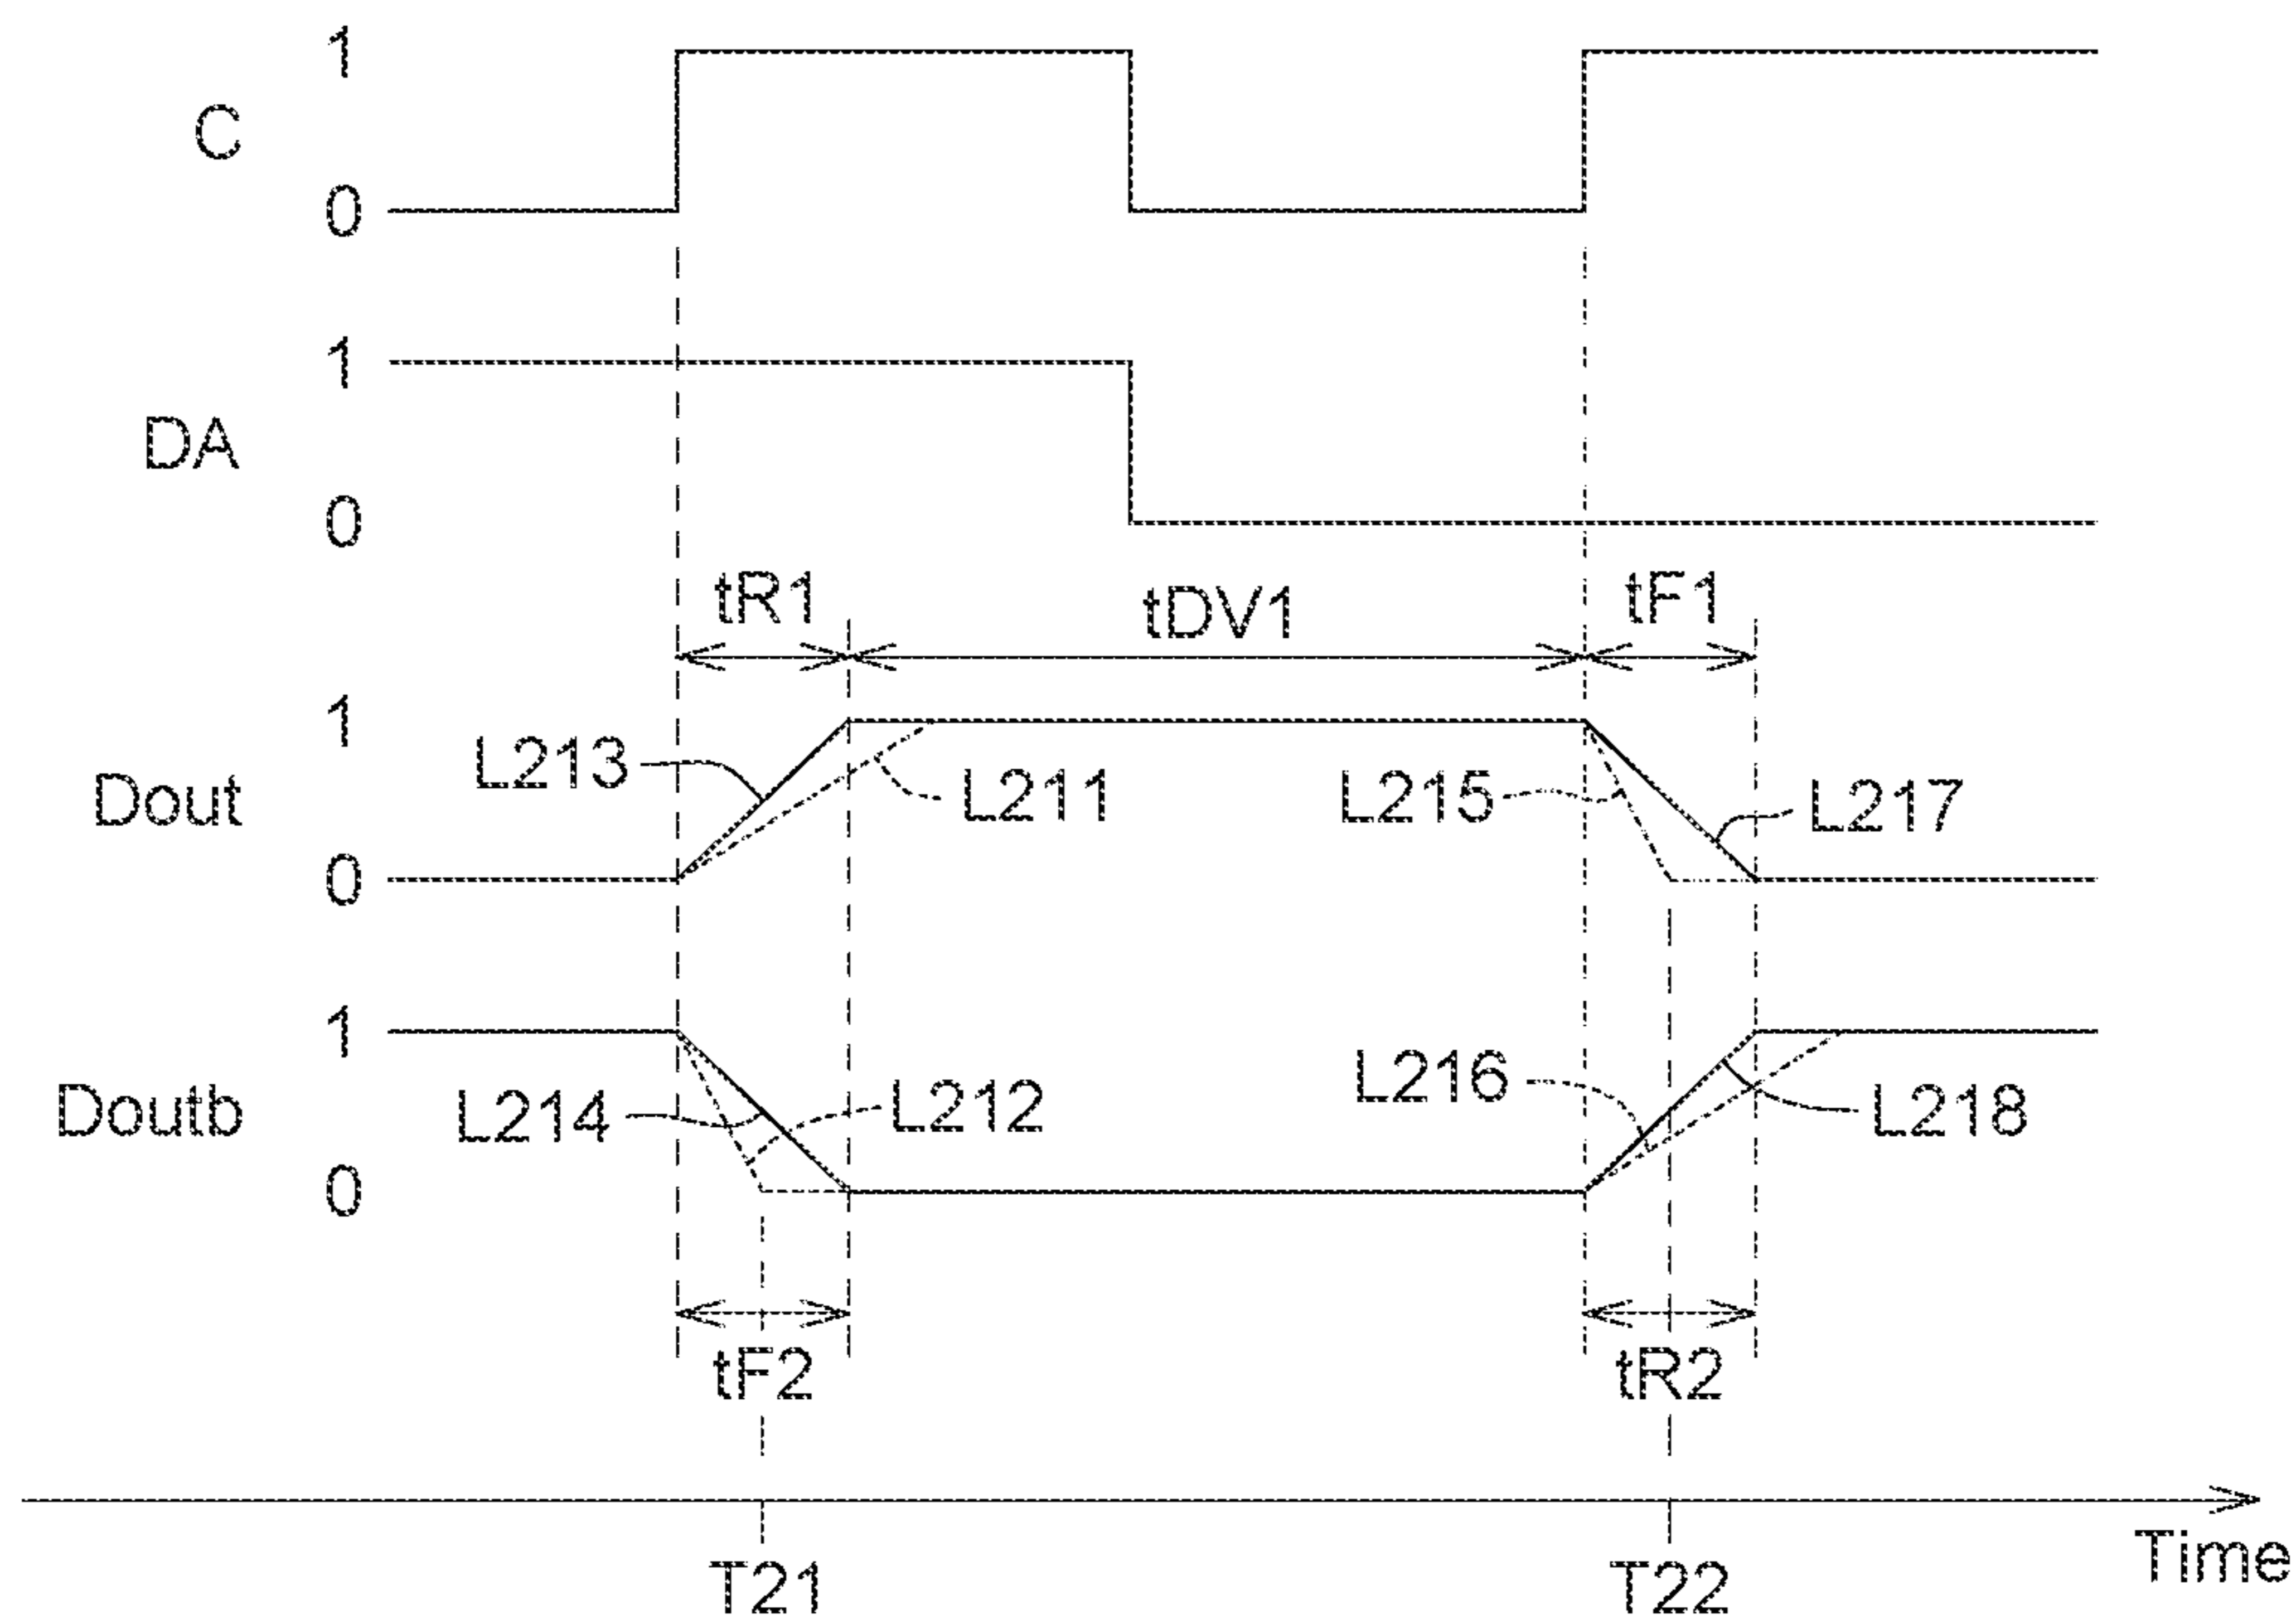 1
C
0
1
DA
0
tR1
tDV1
tF1
1
L213
L211
L215
L217
Dout
0
1
L214
L212
L216
L218
Doutb
0
tF2
tR2
Time
T21
T22